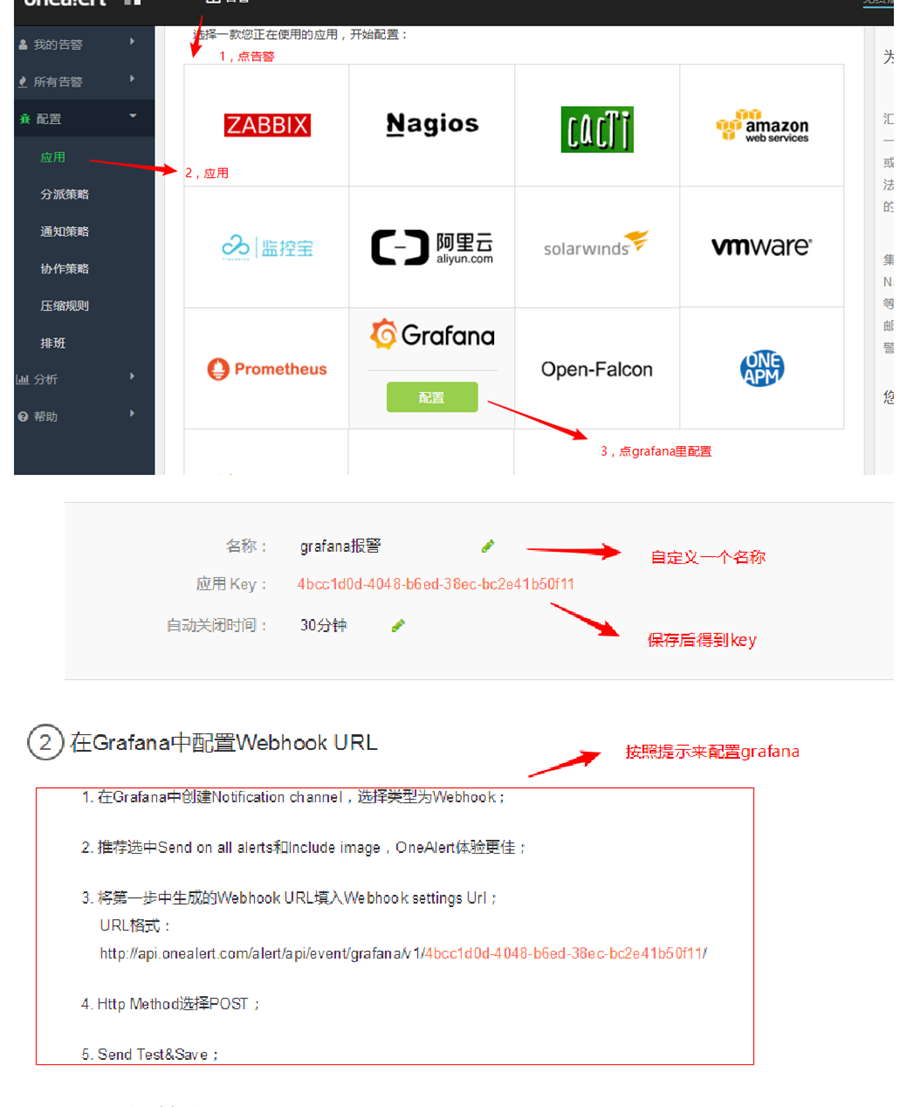 onealert
告警
选择一款您正在使用的应用，开始配置：
1，点告警
我的告警
所有告警
配置
应用
2，应用
分派策略
通知策略
协作策略
压缩规则
排班
分析
帮助
ZABBIX
Nagios
cacti
amazon
web services
监控宝
阿里云
aliyun.com
solarwinds
vmware
Prometheus
Grafana
配置
Open-Falcon
ONE
APM
3，点grafana里配置
为
汇
一
或
法
的
集
N
等
邮
警
您
名称： grafana报警
自定义一个名称
应用 Key： 4bcc1d0d-4048-b6ed-38ec-bc2e41b50f11
自动关闭时间： 30分钟
保存后得到key
2 在Grafana中配置Webhook URL
按照提示来配置grafana
1. 在Grafana中创建Notification channel，选择类型为Webhook；
2. 推荐选中Send on all alerts和Include image，OneAlert体验更佳；
3. 将第一步中生成的Webhook URL填入Webhook settings Url；
URL格式：
http://api.onealert.com/alert/api/event/grafana/v1/4bcc1d0d-4048-b6ed-38ec-bc2e41b50f11/
4. Http Method选择POST；
5. Send Test&Save；